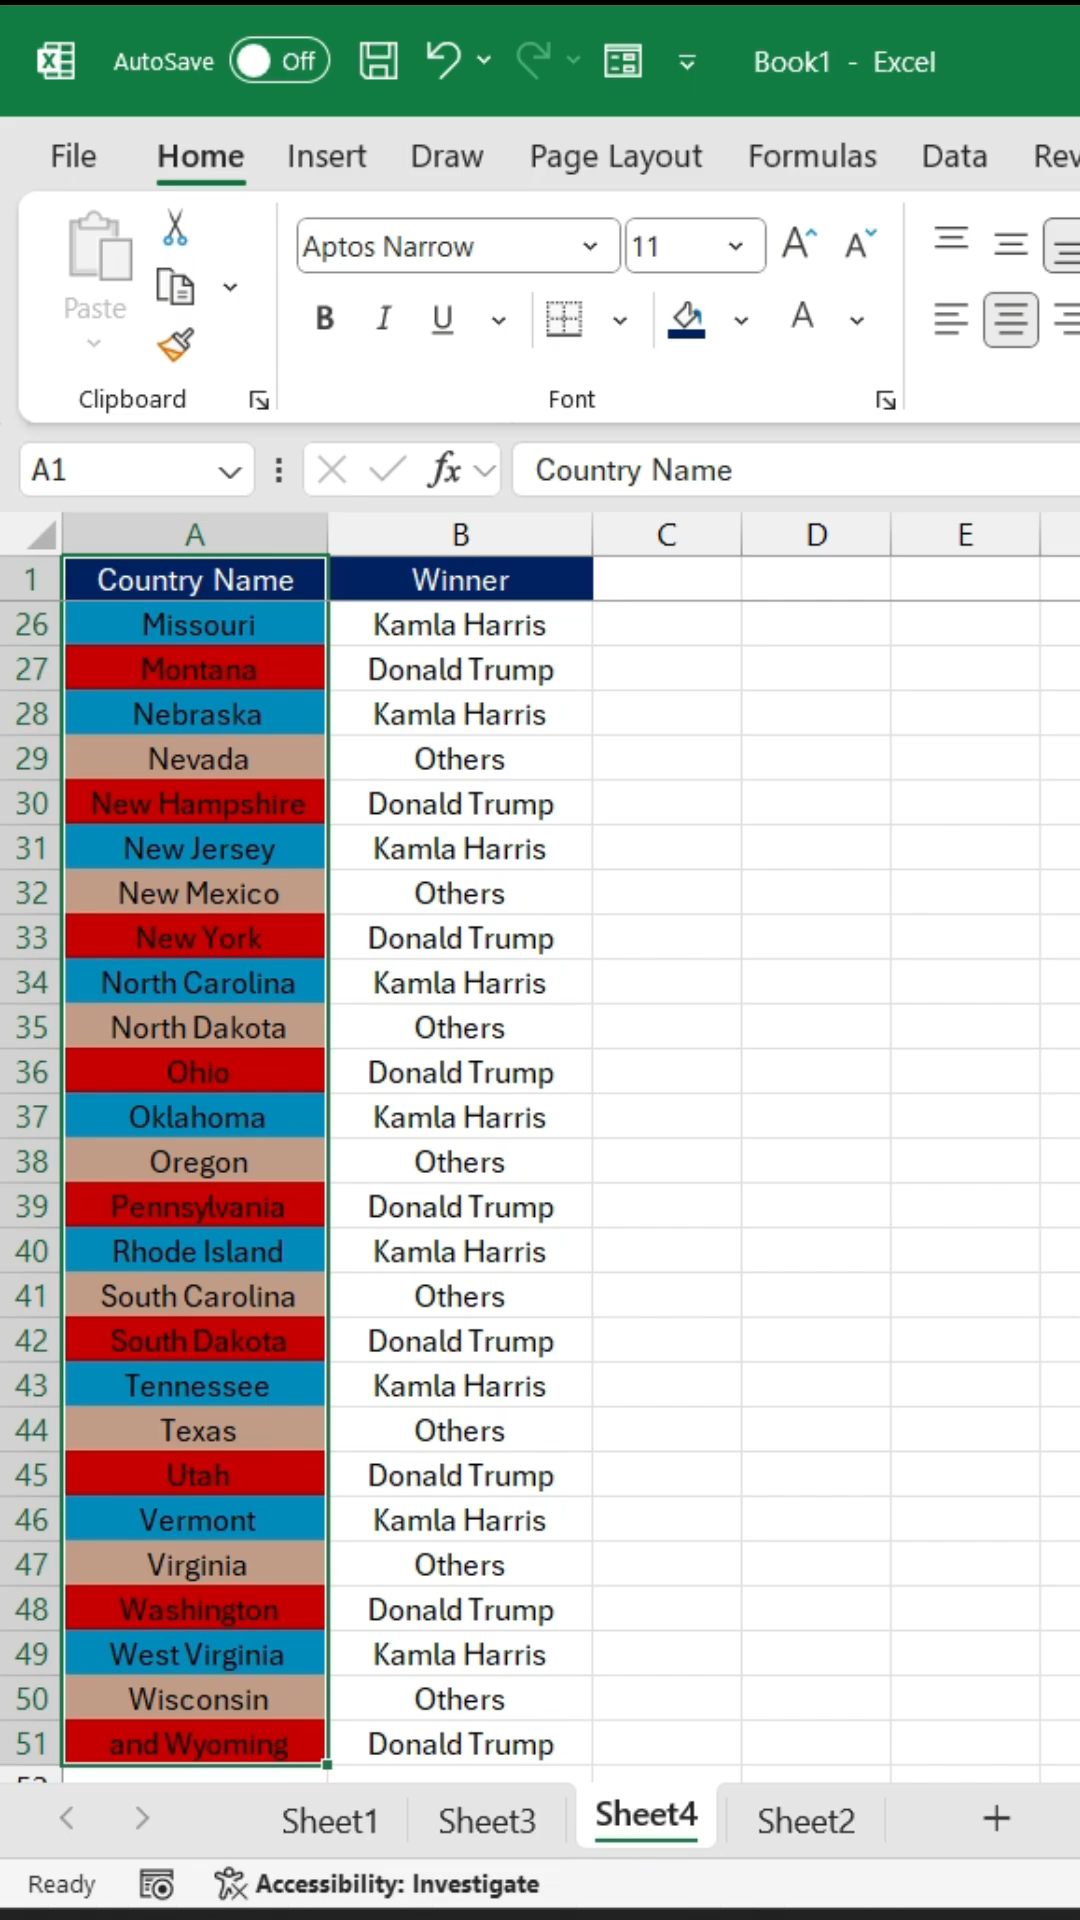 AutoSave Off Book1 - Excel
File Home Insert Draw Page Layout Formulas Data Rev
Paste
Aptos Narrow 11 A A
B I U A
Clipboard Font
A1 fx Country Name
A B C D E
1 Country Name Winner
26 Missouri Kamla Harris
27 Montana Donald Trump
28 Nebraska Kamla Harris
29 Nevada Others
30 New Hampshire Donald Trump
31 New Jersey Kamla Harris
32 New Mexico Others
33 New York Donald Trump
34 North Carolina Kamla Harris
35 North Dakota Others
36 Ohio Donald Trump
37 Oklahoma Kamla Harris
38 Oregon Others
39 Pennsylvania Donald Trump
40 Rhode Island Kamla Harris
41 South Carolina Others
42 South Dakota Donald Trump
43 Tennessee Kamla Harris
44 Texas Others
45 Utah Donald Trump
46 Vermont Kamla Harris
47 Virginia Others
48 Washington Donald Trump
49 West Virginia Kamla Harris
50 Wisconsin Others
51 and Wyoming Donald Trump
Sheet1 Sheet3 Sheet4 Sheet2 +
Ready Accessibility: Investigate